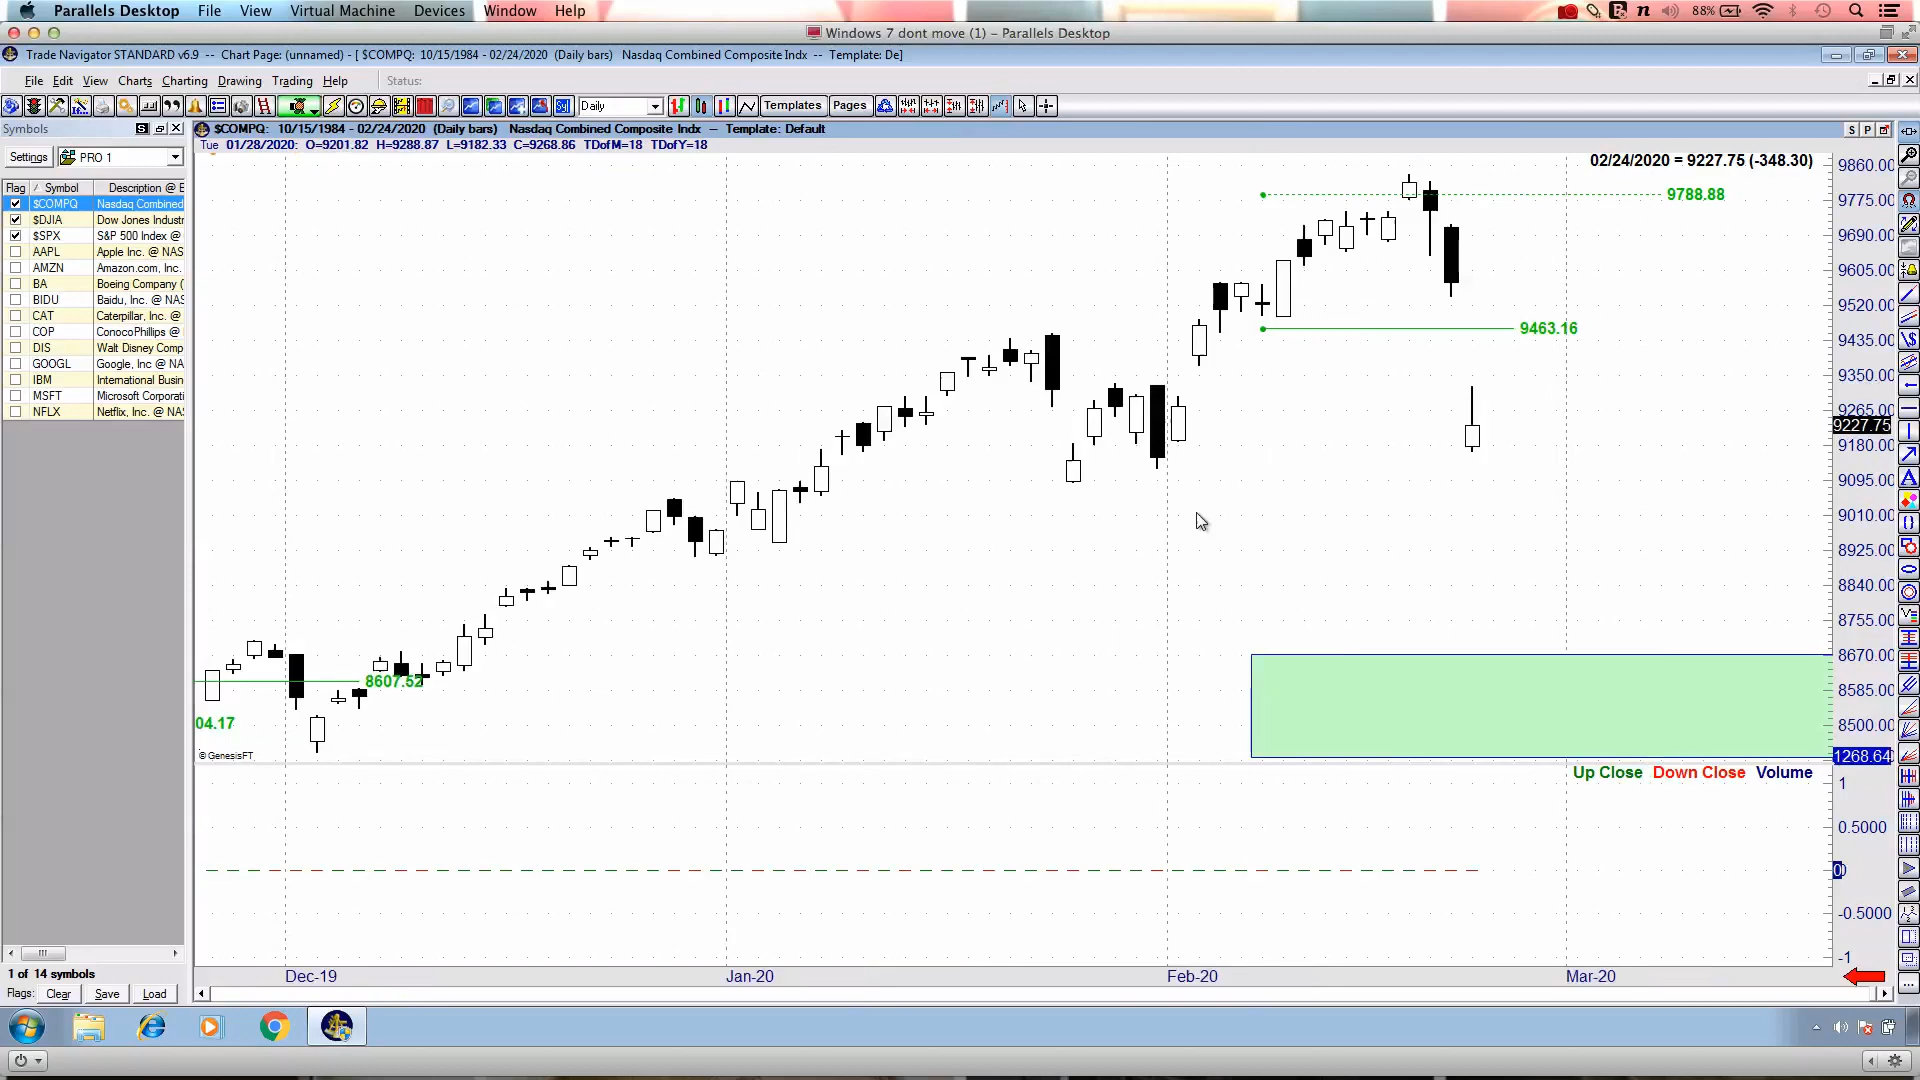 Parallels Desktop File View Virtual Machine Devices Window Help 88%
Windows 7 dont move (1) - Parallels Desktop
Trade Navigator STANDARD v6.9 -- Chart Page: (unnamed) - [ $COMPQ: 10/15/1984 - 02/24/2020 (Daily bars) Nasdaq Combined Composite Indx -- Template: De]
File Edit View Charts Charting Drawing Trading Help Status:
Daily Templates Pages
Symbols S
$COMPQ: 10/15/1984 - 02/24/2020 (Daily bars) Nasdaq Combined Composite Indx -- Template: Default S P
Tue 01/28/2020: O=9201.82 H=9288.87 L=9182.33 C=9268.86 TDofM=18 TDofY=18
Settings PRO 1
02/24/2020 = 9227.75 (-348.30)
Flag Symbol Description @ E
$COMPQ Nasdaq Combined
$DJIA Dow Jones Industr
$SPX S&P 500 Index @
AAPL Apple Inc. @ NAS
AMZN Amazon.com, Inc.
BA Boeing Company (
BIDU Baidu, Inc. @ NAS
CAT Caterpillar, Inc. @
COP ConocoPhillips @
DIS Walt Disney Comp
GOOGL Google, Inc @ NA
IBM International Busin
MSFT Microsoft Corporati
NFLX Netflix, Inc. @ NA
9860.00
9788.88
9775.00
9690.00
9605.00
9520.00
9463.16
9435.00
9350.00
9265.00
9227.75
9180.00
9095.00
9010.00
8925.00
8840.00
8755.00
8670.00
8607.52
8585.00
04.17
8500.00
© GenesisFT
1268.64
Up Close Down Close Volume
1
0.5000
0
-0.5000
-1
1 of 14 symbols
Dec-19 Jan-20 Feb-20 Mar-20
Flags: Clear Save Load